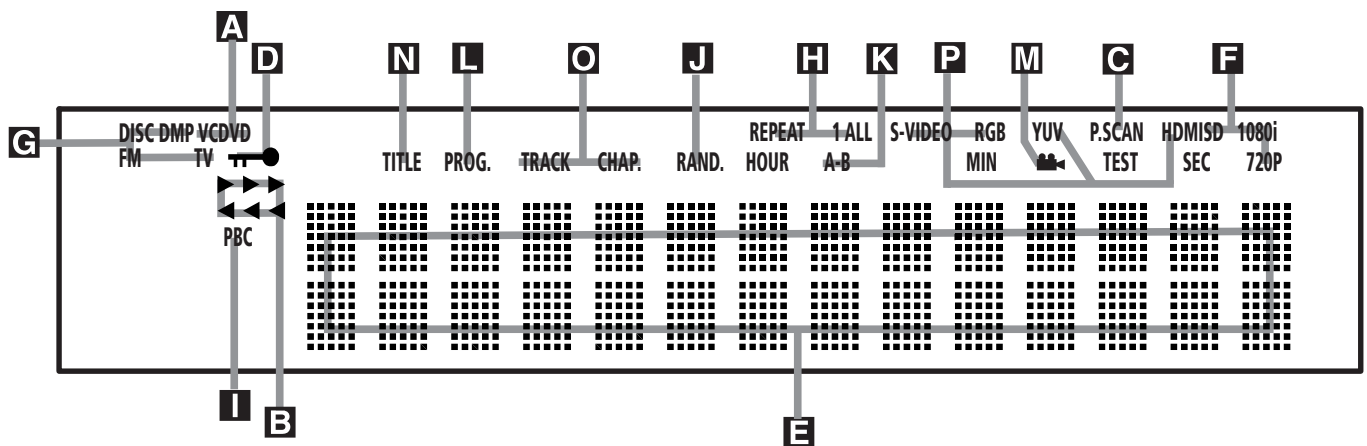 A
D N L O J H K P M C F
G
DISC DMP VCDVD REPEAT 1 ALL S-VIDEO RGB YUV P.SCAN HDMISD 1080i
FM TV TITLE PROG. TRACK CHAP. RAND. HOUR A-B MIN TEST SEC 720P
PBC
I B E